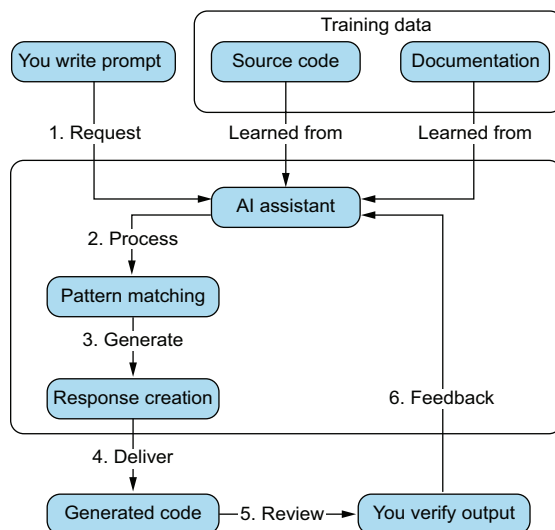 Training data
You write prompt
Source code
Documentation
1. Request
Learned from
Learned from
AI assistant
2. Process
Pattern matching
3. Generate
Response creation
6. Feedback
4. Deliver
Generated code
5. Review
You verify output